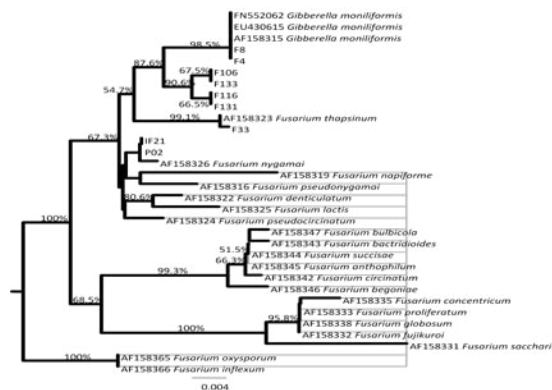 FN552062 Gibberella moniliformis
EU430615 Gibberella moniliformis
AF158315 Gibberella moniliformis
98.5%
F8
F4
87.6%
67.5%
F106
54.7%
90.6%
F133
F116
66.5%
F131
99.1%
AF158323 Fusarium thapsinum
F33
67.3%
IF21
P02
AF158326 Fusarium nygamai
AF158319 Fusarium napiforme
AF158316 Fusarium pseudonygamai
80.6%
AF158322 Fusarium denticulatum
AF158325 Fusarium lactis
100%
AF158324 Fusarium pseudocircinatum
AF158347 Fusarium bulbicola
AF158343 Fusarium bactridioides
51.5%
AF158344 Fusarium succisae
66.3%
AF158345 Fusarium anthophilum
99.3%
AF158342 Fusarium circinatum
AF158346 Fusarium begoniae
68.5%
AF158335 Fusarium concentricum
AF158333 Fusarium proliferatum
95.8%
AF158338 Fusarium globosum
100%
AF158332 Fusarium fujikuroi
AF158331 Fusarium sacchari
100%
AF158365 Fusarium oxysporum
AF158366 Fusarium inflexum
0.004